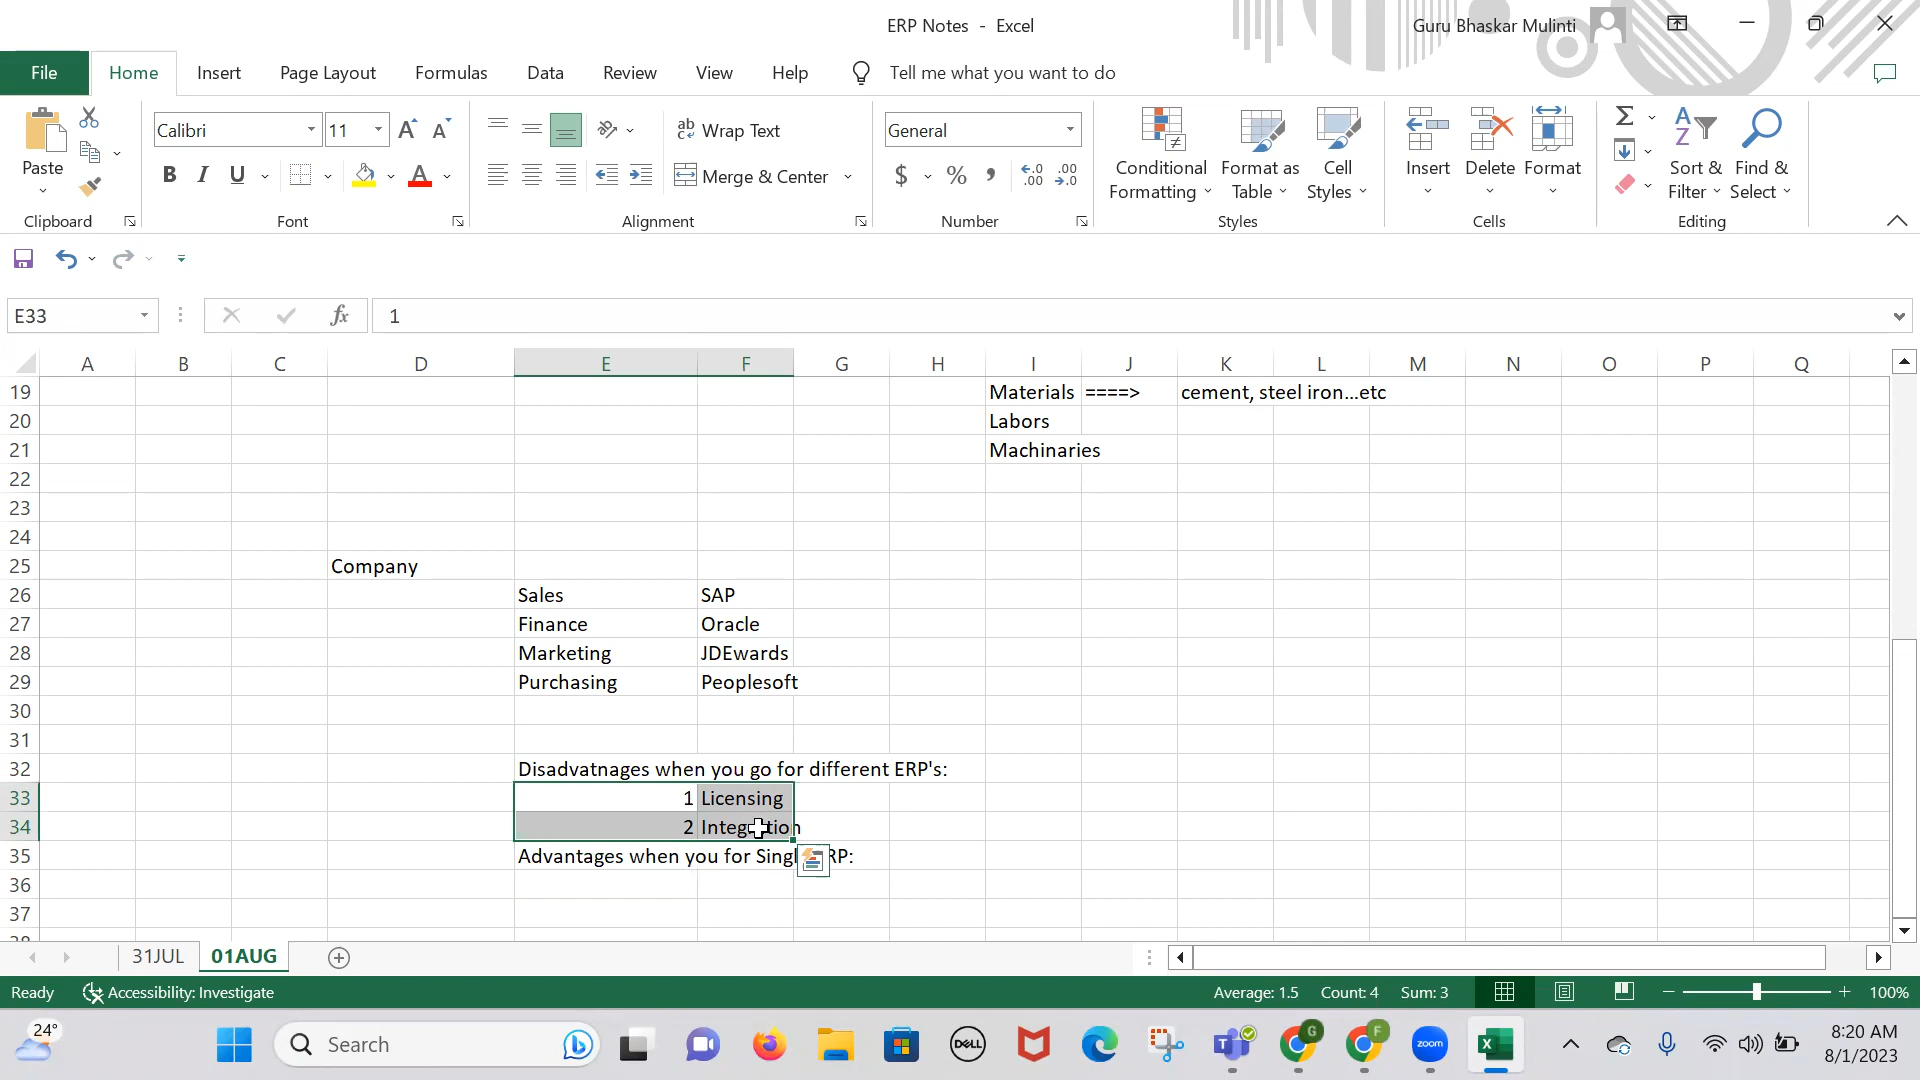 ERP Notes - Excel
Guru Bhaskar Mulinti
File
Home
Insert
Page Layout
Formulas
Data
Review
View
Help
Tell me what you want to do
Paste
Clipboard
Calibri
11
B I U
Font
Wrap Text
Merge & Center
Alignment
General
$ % ,
Number
Conditional Formatting
Format as Table
Cell Styles
Styles
Insert
Delete
Format
Cells
Sort & Filter
Find & Select
Editing
E33
fx
1
A B C D E F G H I J K L M N O P Q
19 Materials ====> cement, steel iron...etc
20 Labors
21 Machinaries
22
23
24
25 Company
26 Sales SAP
27 Finance Oracle
28 Marketing JDEwards
29 Purchasing Peoplesoft
30
31
32 Disadvatnages when you go for different ERP's:
33 1 Licensing
34 2 Integration
35 Advantages when you for Singl RP:
36
37
31JUL
01AUG
Ready
Accessibility: Investigate
Average: 1.5
Count: 4
Sum: 3
100%
24°
Search
DELL
zoom
8:20 AM
8/1/2023